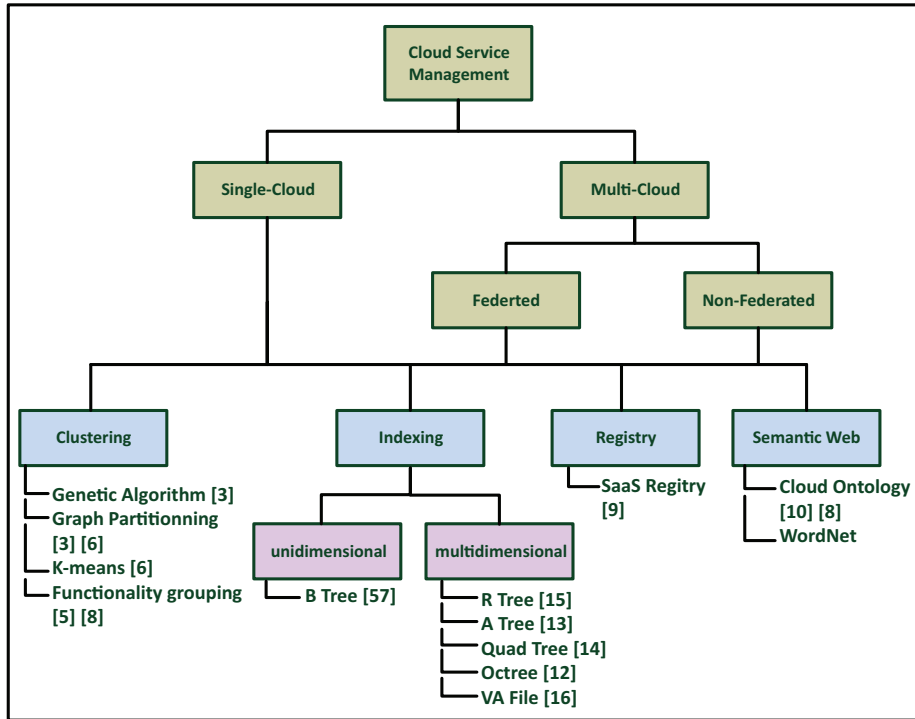 Cloud Service
Management
Single-Cloud
Multi-Cloud
Federted
Non-Federated
Clustering
Indexing
Registry
Semantic Web
Genetic Algorithm [3]
Graph Partitionning
[3] [6]
K-means [6]
Functionality grouping
[5] [8]
unidimensional
B Tree [57]
multidimensional
R Tree [15]
A Tree [13]
Quad Tree [14]
Octree [12]
VA File [16]
SaaS Regitry
[9]
Cloud Ontology
[10] [8]
WordNet